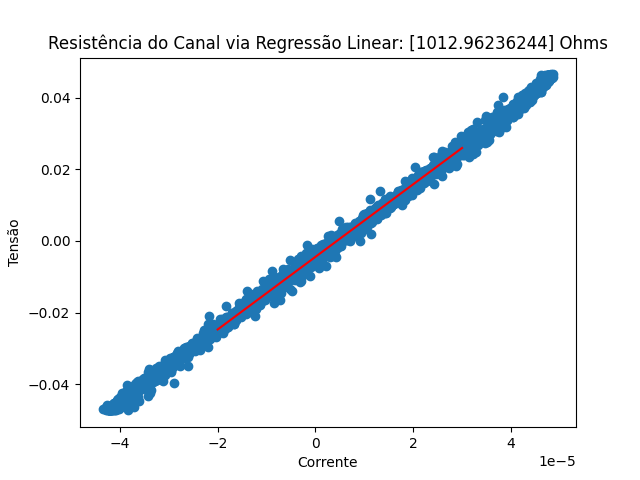 Resistência do Canal via Regressão Linear: [1012.96236244] Ohms
0.04
0.02
0.00
−0.02
−0.04
Tensão
−4
−2
0
2
4
1e−5
Corrente